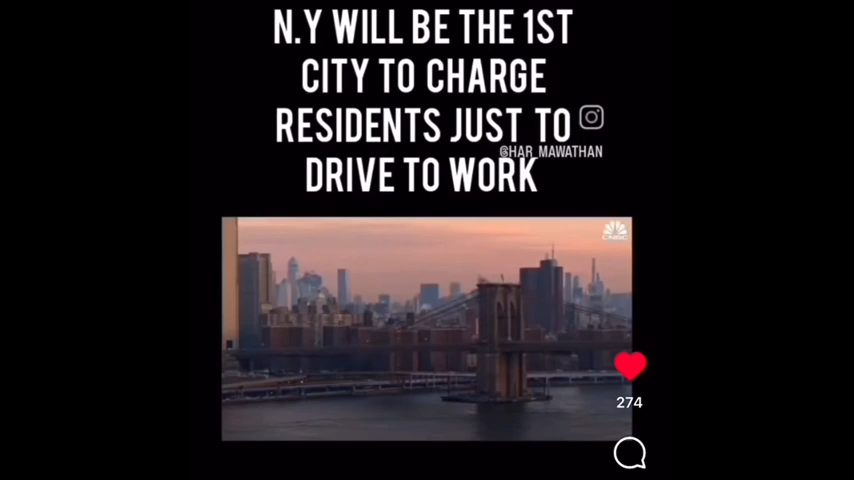 N.Y WILL BE THE 1ST
CITY TO CHARGE
RESIDENTS JUST TO
@HAR_MAWATHAN
DRIVE TO WORK
CNBC
274